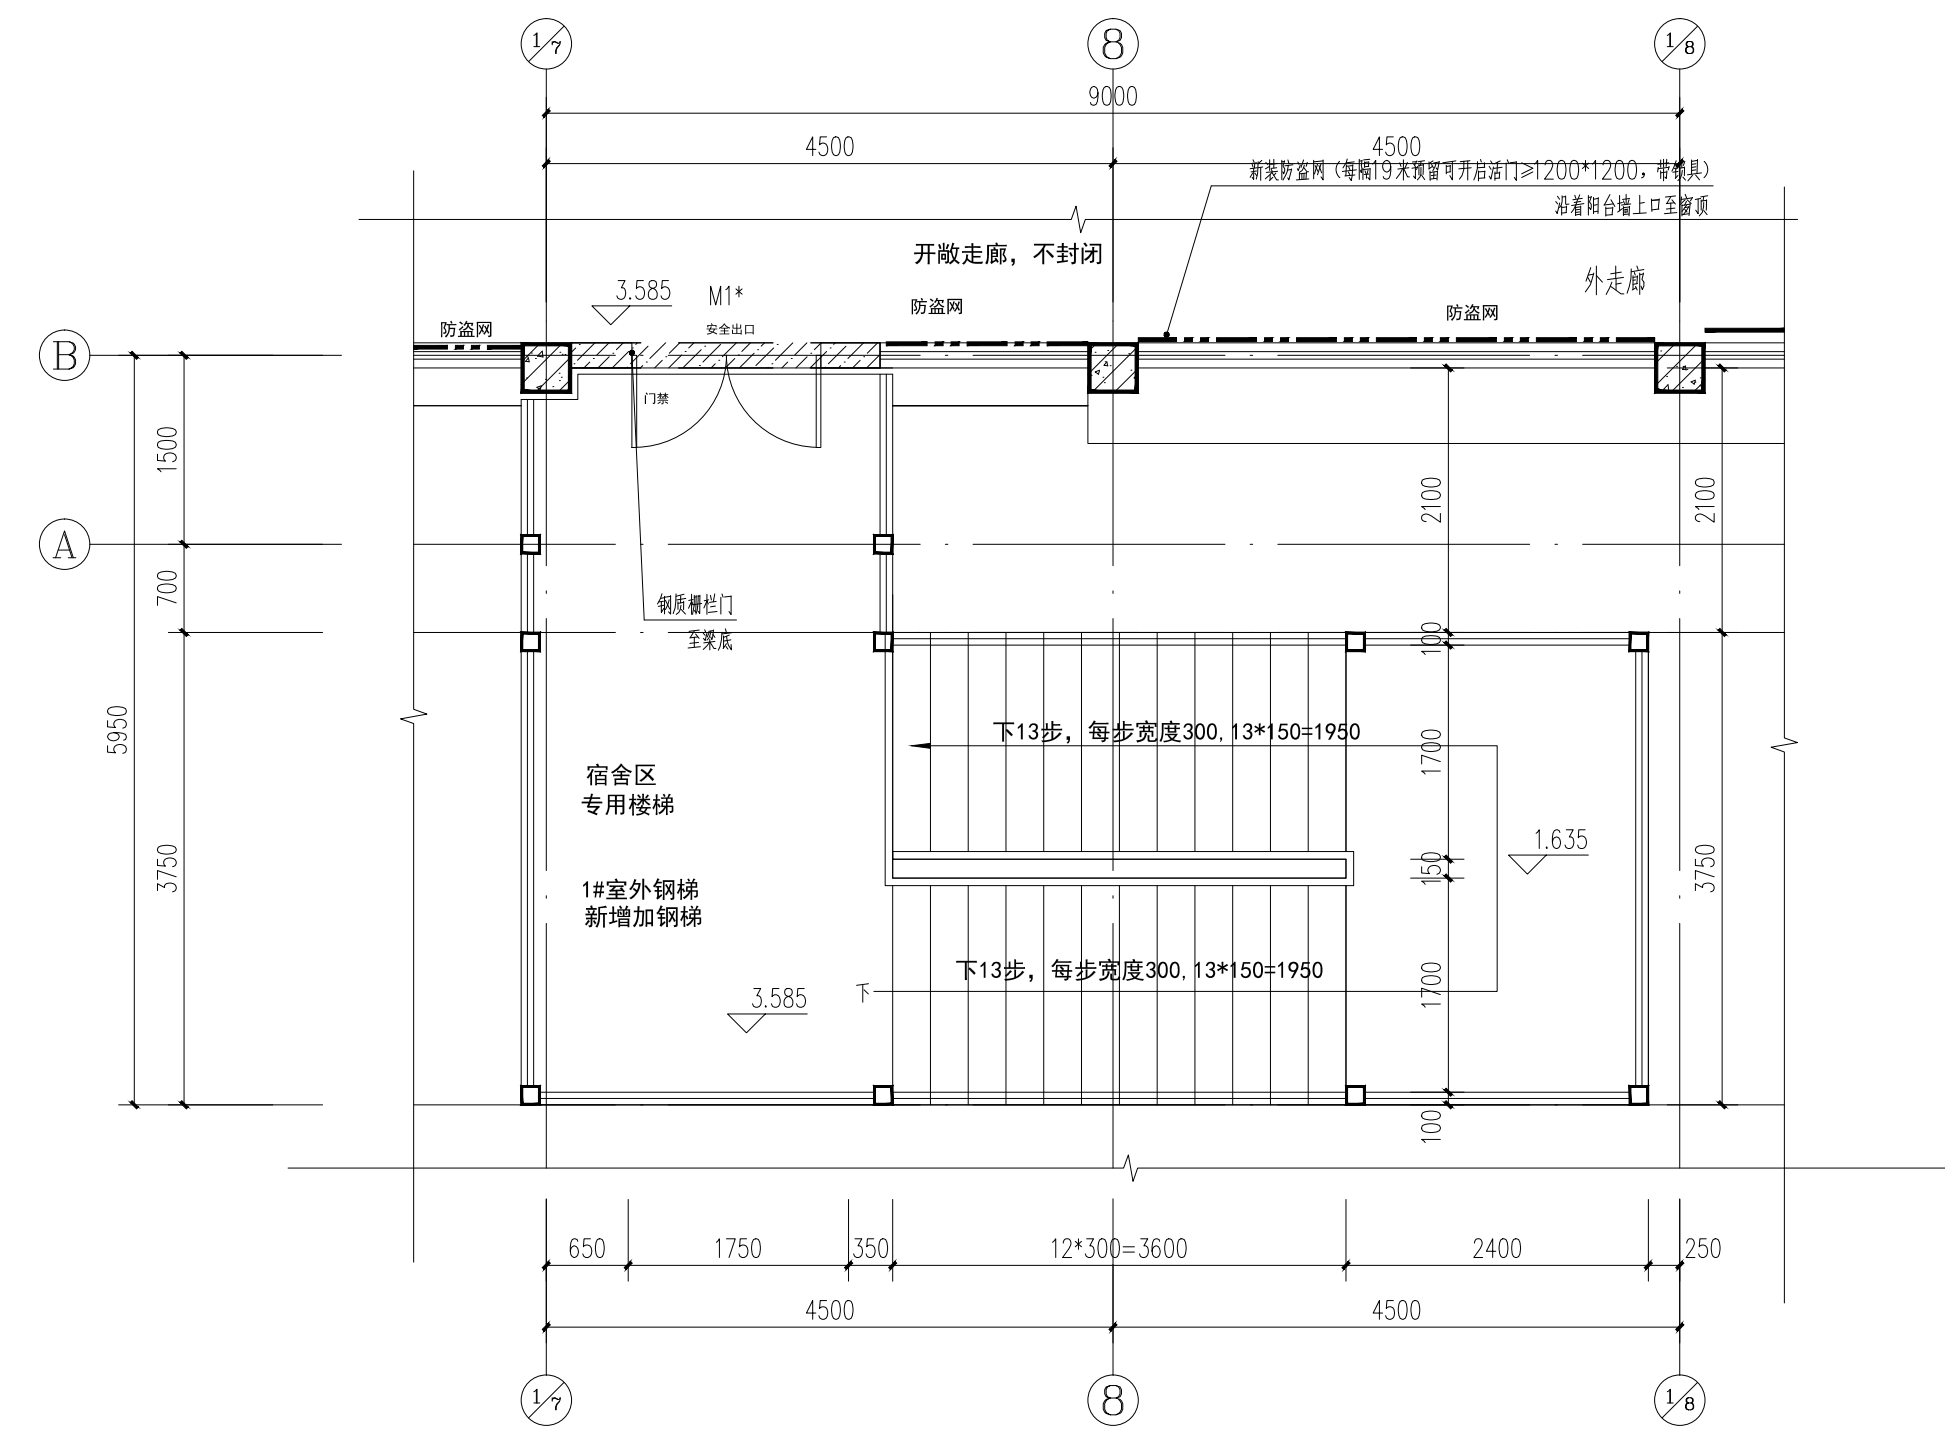 1/7
8
1/8
9000
4500
4500
新装防盗网（每隔19米预留可开启活门≥1200*1200，带锁具）
沿着阳台墙上口至窗顶
开敞走廊，不封闭
外走廊
3.585
M1*
防盗网
防盗网
防盗网
安全出口
B
门禁
1500
2100
2100
A
700
钢质栅栏门
至梁底
100
5950
下13步，每步宽度300,13*150=1950
1700
宿舍区
专用楼梯
1.635
3750
150
3750
1#室外钢梯
新增加钢梯
下13步，每步宽度300,13*150=1950
3.585
下
1700
100
650
1750
350
12*300=3600
2400
250
4500
4500
1/7
8
1/8